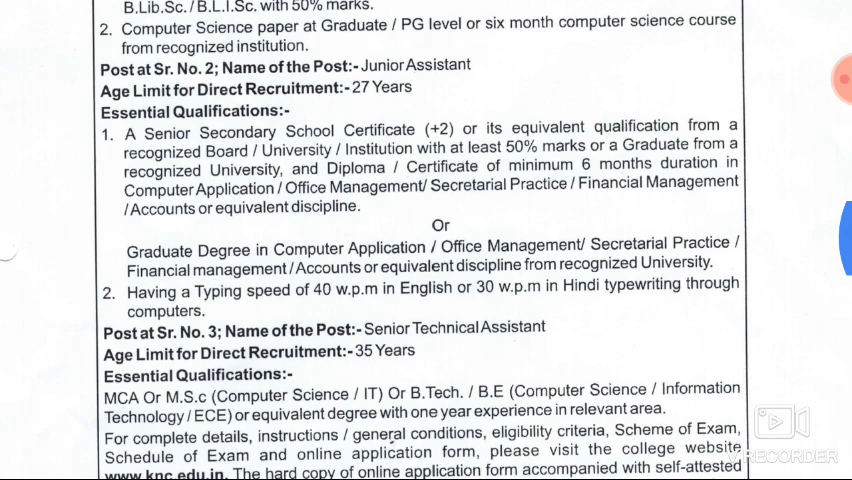 B.Lib.Sc./B.L.I.Sc. with 50% marks.
2. Computer Science paper at Graduate / PG level or six month computer science course
from recognized institution.
Post at Sr. No. 2; Name of the Post:- Junior Assistant
Age Limit for Direct Recruitment:- 27 Years
Essential Qualifications:-
1. A Senior Secondary School Certificate (+2) or its equivalent qualification from a
recognized Board / University / Institution with at least 50% marks or a Graduate from a
recognized University, and Diploma / Certificate of minimum 6 months duration in
Computer Application / Office Management/ Secretarial Practice / Financial Management
/Accounts or equivalent discipline.
Or
Graduate Degree in Computer Application / Office Management/ Secretarial Practice /
Financial management/Accounts or equivalent discipline from recognized University.
2. Having a Typing speed of 40 w.p.m in English or 30 w.p.m in Hindi typewriting through
computers.
Post at Sr. No. 3; Name of the Post:- Senior Technical Assistant
Age Limit for Direct Recruitment:- 35 Years
Essential Qualifications:-
MCA Or M.S.c (Computer Science / IT) Or B.Tech. / B.E (Computer Science / Information
Technology/ECE) or equivalent degree with one year experience in relevant area.
For complete details, instructions / general conditions, eligibility criteria, Scheme of Exam,
Schedule of Exam and online application form, please visit the college website
www.knc.edu.in. The hard copy of online application form accompanied with self-attested
V RECORDER